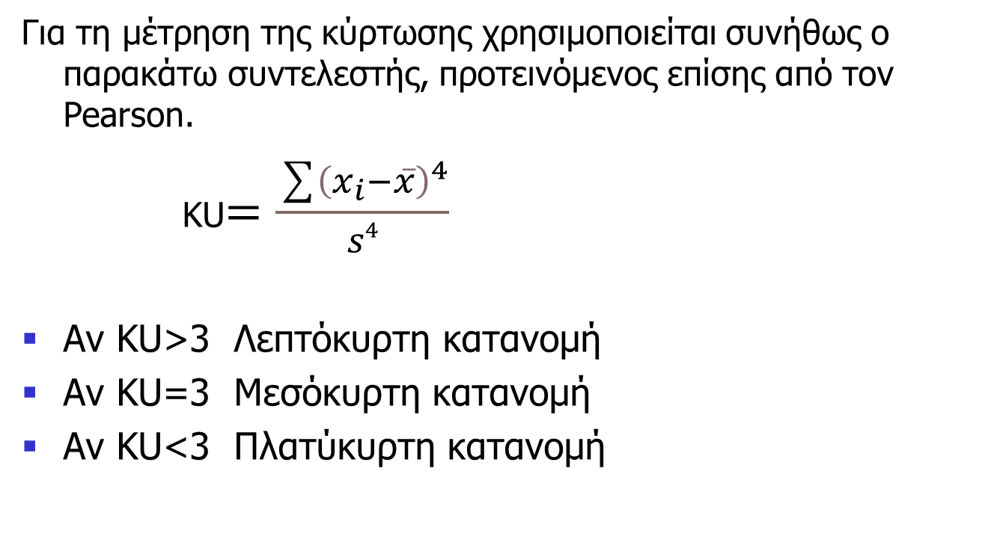 Για τη μέτρηση της κύρτωσης χρησιμοποιείται συνήθως ο
παρακάτω συντελεστής, προτεινόμενος επίσης από τον
Pearson.
KU= \frac{\sum (x_i - \bar{x})^4}{s^4}
▪ Αν KU>3 Λεπτόκυρτη κατανομή
▪ Αν KU=3 Μεσόκυρτη κατανομή
▪ Αν KU<3 Πλατύκυρτη κατανομή